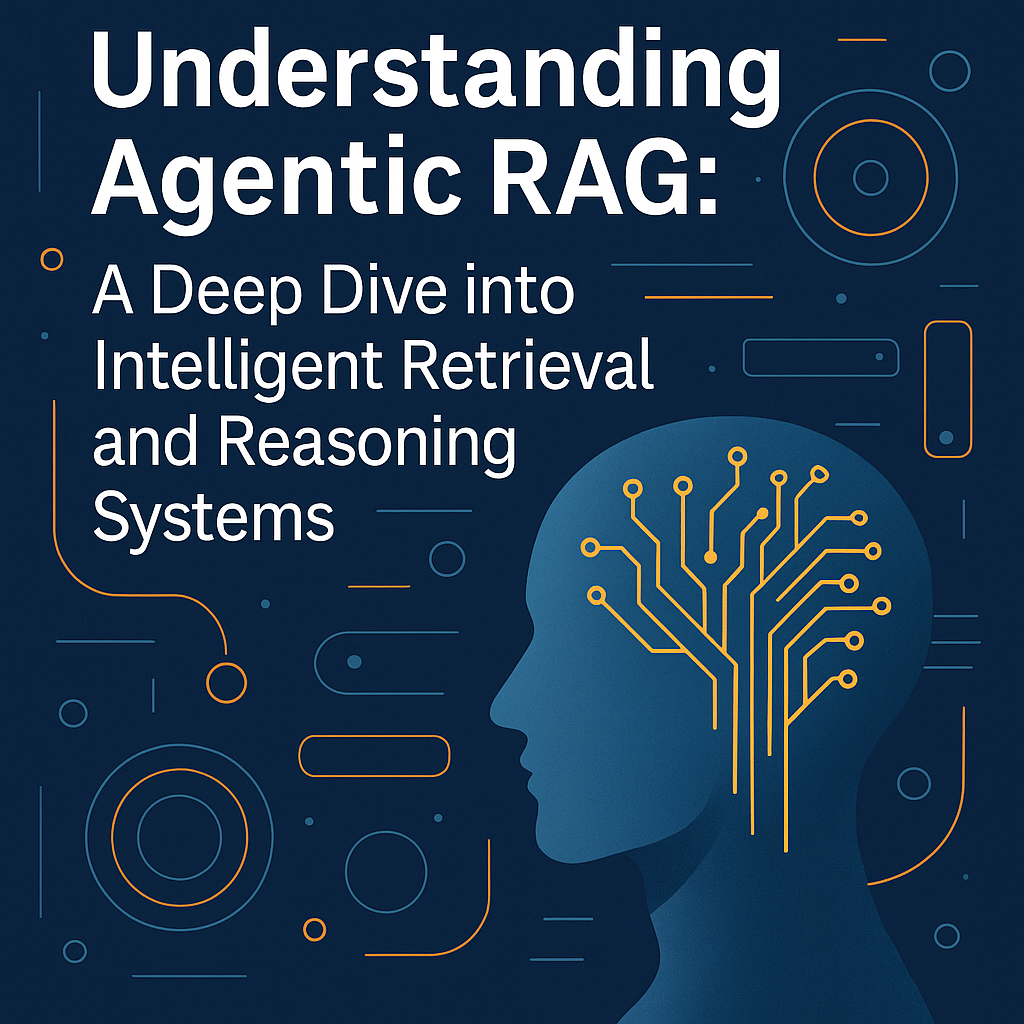 Understanding
Agentic RAG:
A Deep Dive into
Intelligent Retrieval
and Reasoning
Systems